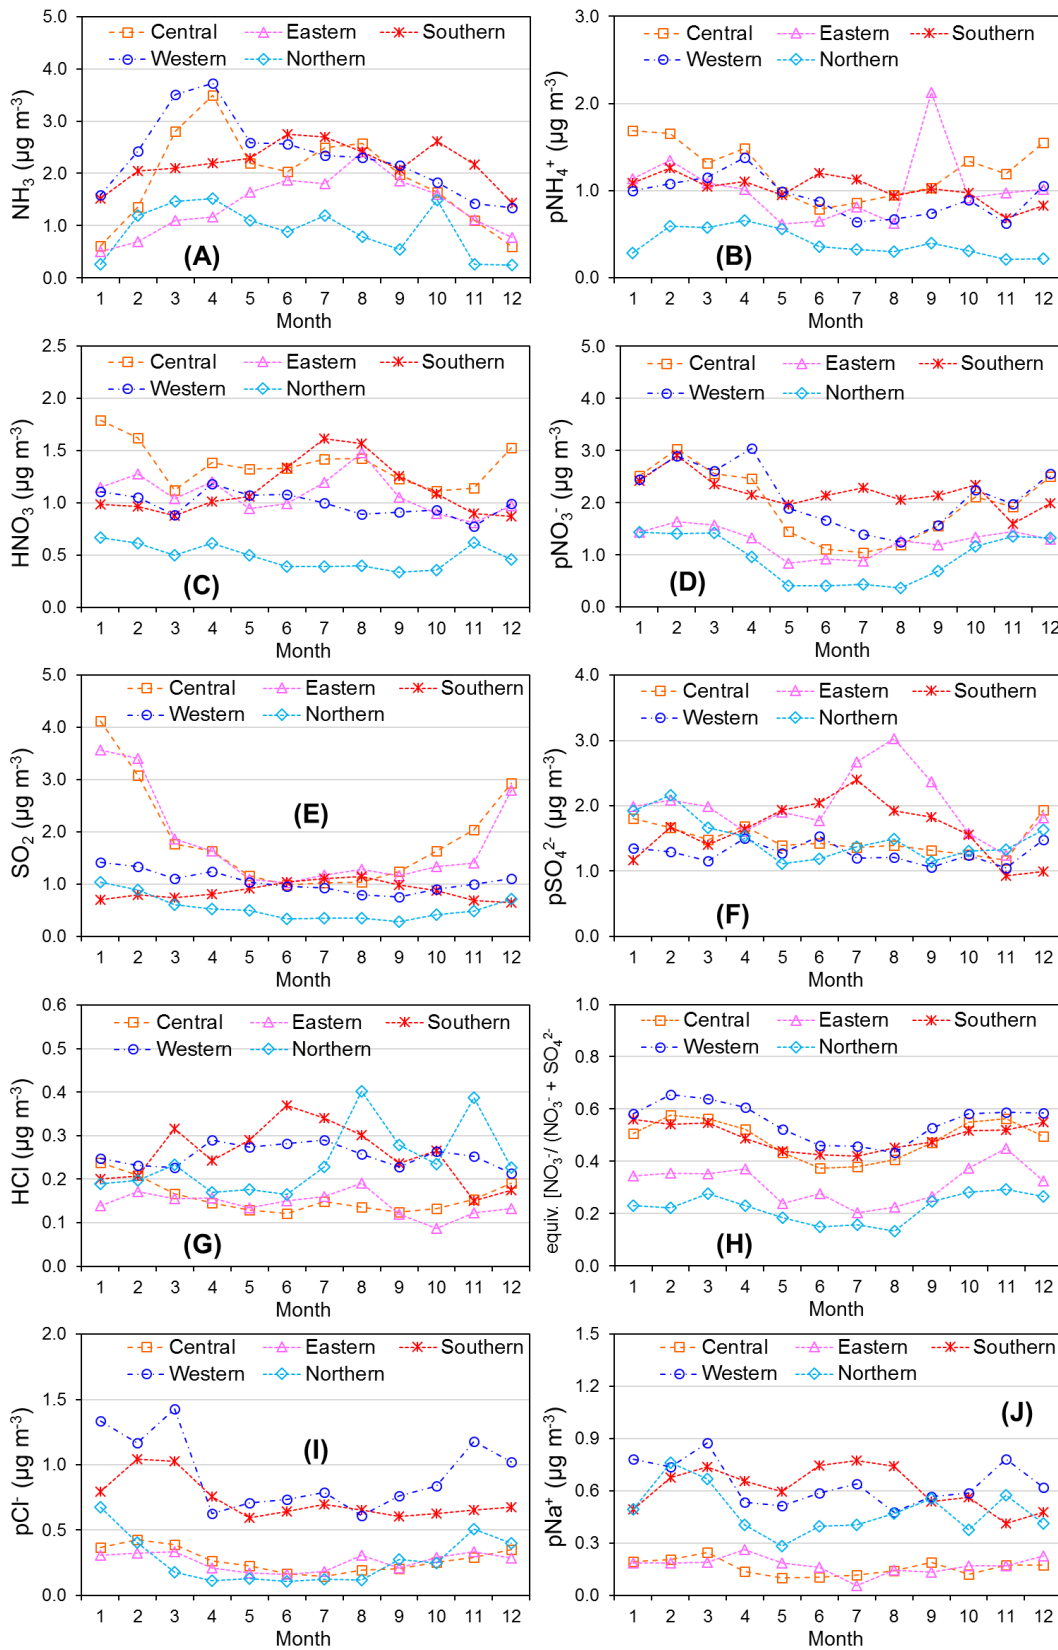 5.0
4.0
3.0
2.0
1.0
0.0
NH₃ (µg m⁻³)
Central
Eastern
Southern
Western
Northern
(A)
1 2 3 4 5 6 7 8 9 10 11 12
Month
3.0
2.0
1.0
0.0
pNH₄⁺ (µg m⁻³)
Central
Eastern
Southern
Western
Northern
(B)
1 2 3 4 5 6 7 8 9 10 11 12
Month
2.5
2.0
1.5
1.0
0.5
0.0
HNO₃ (µg m⁻³)
Central
Eastern
Southern
Western
Northern
(C)
1 2 3 4 5 6 7 8 9 10 11 12
Month
5.0
4.0
3.0
2.0
1.0
0.0
pNO₃⁻ (µg m⁻³)
Central
Eastern
Southern
Western
Northern
(D)
1 2 3 4 5 6 7 8 9 10 11 12
Month
5.0
4.0
3.0
2.0
1.0
0.0
SO₂ (µg m⁻³)
Central
Eastern
Southern
Western
Northern
(E)
1 2 3 4 5 6 7 8 9 10 11 12
Month
4.0
3.0
2.0
1.0
0.0
pSO₄²⁻ (µg m⁻³)
Central
Eastern
Southern
Western
Northern
(F)
1 2 3 4 5 6 7 8 9 10 11 12
Month
0.6
0.5
0.4
0.3
0.2
0.1
0.0
HCl (µg m⁻³)
Central
Eastern
Southern
Western
Northern
(G)
1 2 3 4 5 6 7 8 9 10 11 12
Month
1.0
0.8
0.6
0.4
0.2
0.0
equiv. [NO₃⁻/ (NO₃⁻ + SO₄²⁻
Central
Eastern
Southern
Western
Northern
(H)
1 2 3 4 5 6 7 8 9 10 11 12
Month
2.0
1.5
1.0
0.5
0.0
pCl⁻ (µg m⁻³)
Central
Eastern
Southern
Western
Northern
(I)
1 2 3 4 5 6 7 8 9 10 11 12
Month
1.5
1.2
0.9
0.6
0.3
0.0
pNa⁺ (µg m⁻³)
Central
Eastern
Southern
Western
Northern
(J)
1 2 3 4 5 6 7 8 9 10 11 12
Month